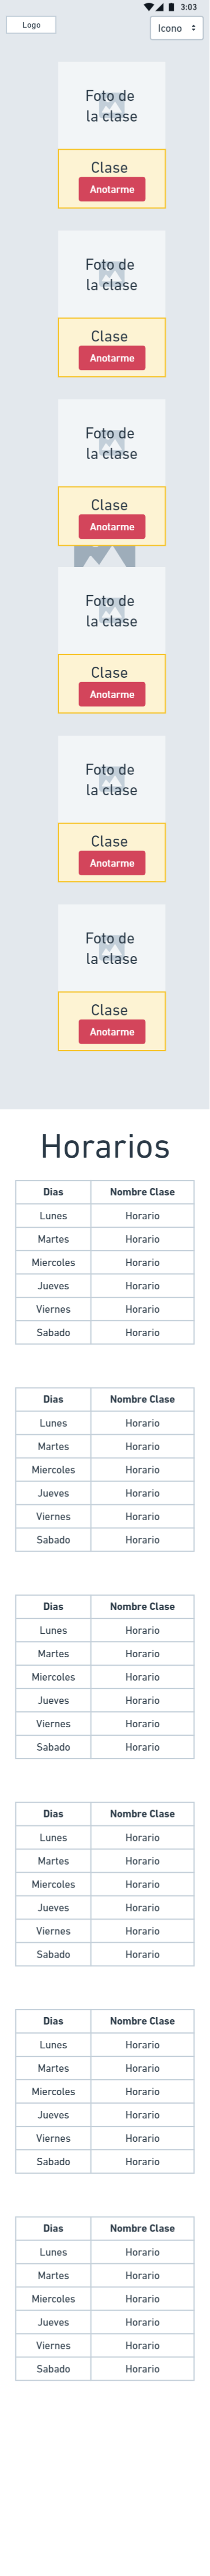 3:03
Logo
Icono
Foto de
la clase
Clase
Anotarme
Foto de
la clase
Clase
Anotarme
Foto de
la clase
Clase
Anotarme
Foto de
la clase
Clase
Anotarme
Foto de
la clase
Clase
Anotarme
Foto de
la clase
Clase
Anotarme
Horarios
Dias Nombre Clase
Lunes Horario
Martes Horario
Miercoles Horario
Jueves Horario
Viernes Horario
Sabado Horario
Dias Nombre Clase
Lunes Horario
Martes Horario
Miercoles Horario
Jueves Horario
Viernes Horario
Sabado Horario
Dias Nombre Clase
Lunes Horario
Martes Horario
Miercoles Horario
Jueves Horario
Viernes Horario
Sabado Horario
Dias Nombre Clase
Lunes Horario
Martes Horario
Miercoles Horario
Jueves Horario
Viernes Horario
Sabado Horario
Dias Nombre Clase
Lunes Horario
Martes Horario
Miercoles Horario
Jueves Horario
Viernes Horario
Sabado Horario
Dias Nombre Clase
Lunes Horario
Martes Horario
Miercoles Horario
Jueves Horario
Viernes Horario
Sabado Horario